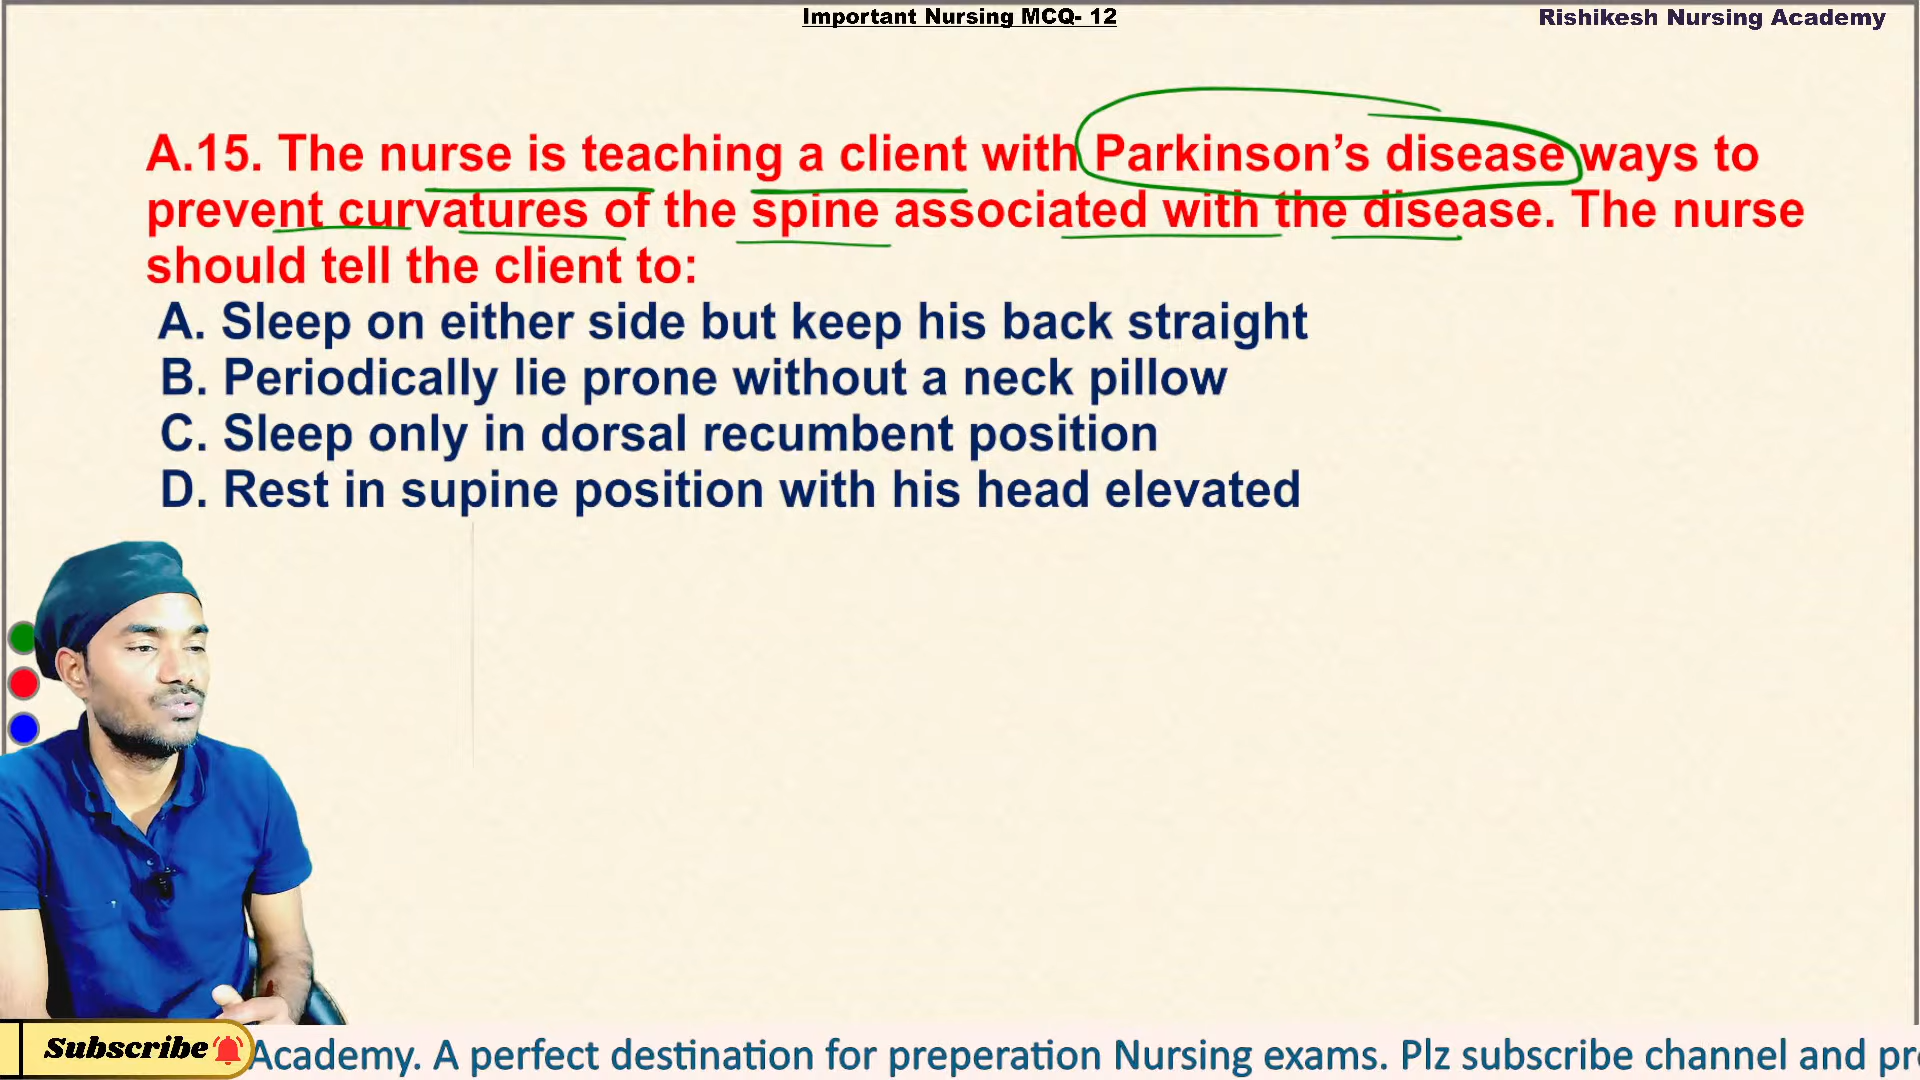 Important Nursing MCQ- 12
Rishikesh Nursing Academy
A.15. The nurse is teaching a client with Parkinson’s disease ways to
prevent curvatures of the spine associated with the disease. The nurse
should tell the client to:
A. Sleep on either side but keep his back straight
B. Periodically lie prone without a neck pillow
C. Sleep only in dorsal recumbent position
D. Rest in supine position with his head elevated
Subscribe
Academy. A perfect destination for preperation Nursing exams. Plz subscribe channel and pr